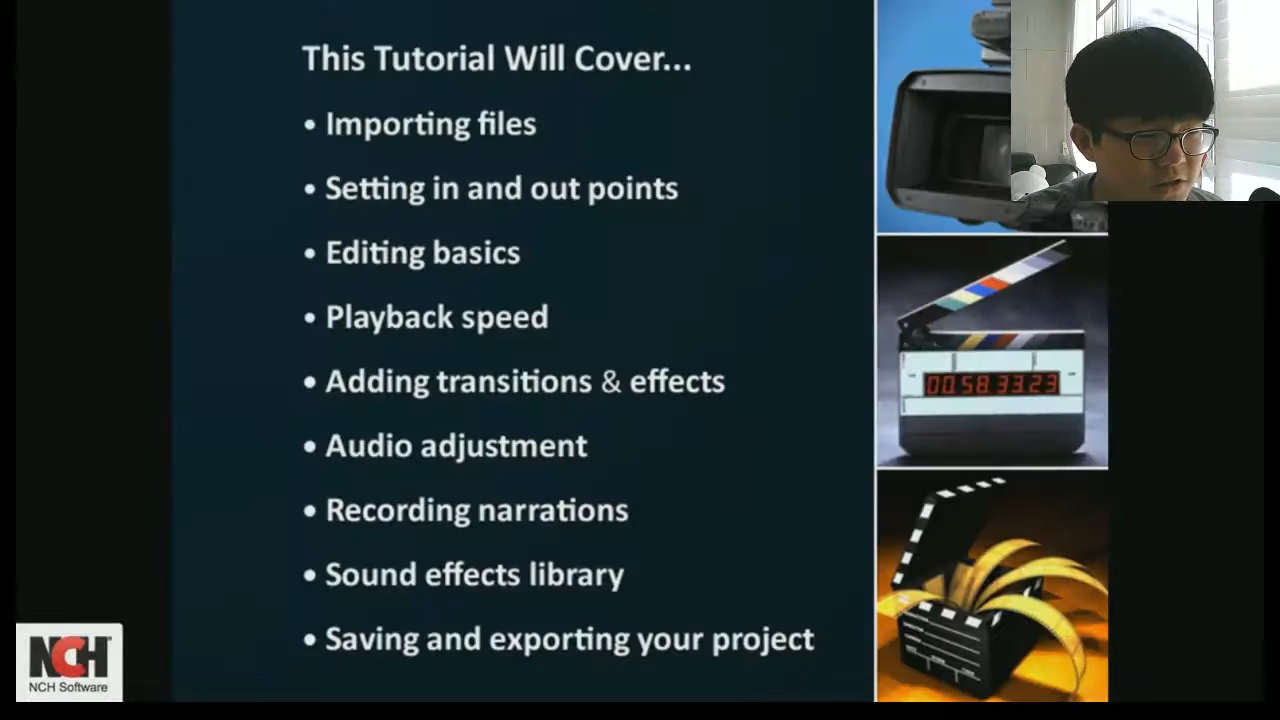 This Tutorial Will Cover...
• Importing files
• Setting in and out points
• Editing basics
• Playback speed
• Adding transitions & effects
• Audio adjustment
• Recording narrations
• Sound effects library
• Saving and exporting your project
00.58.33.23
NCH
NCH Software